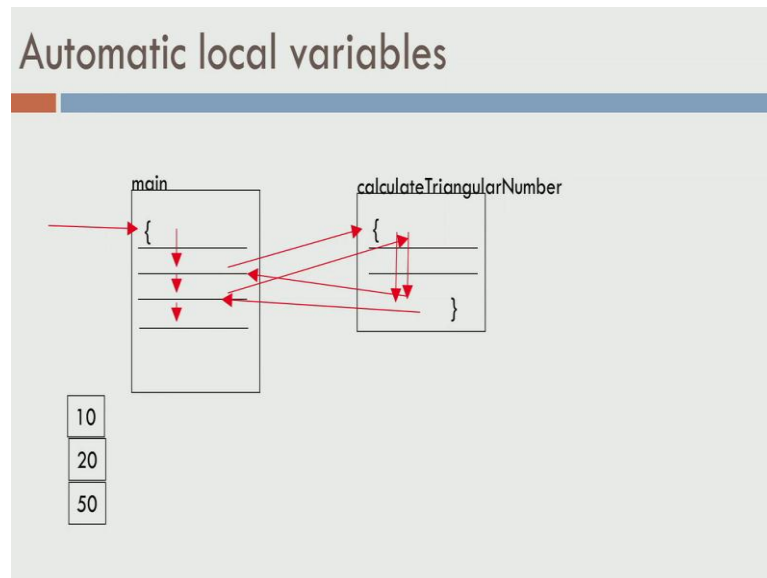 Automatic local variables
main
calculateTriangularNumber
{
{
}
10
20
50